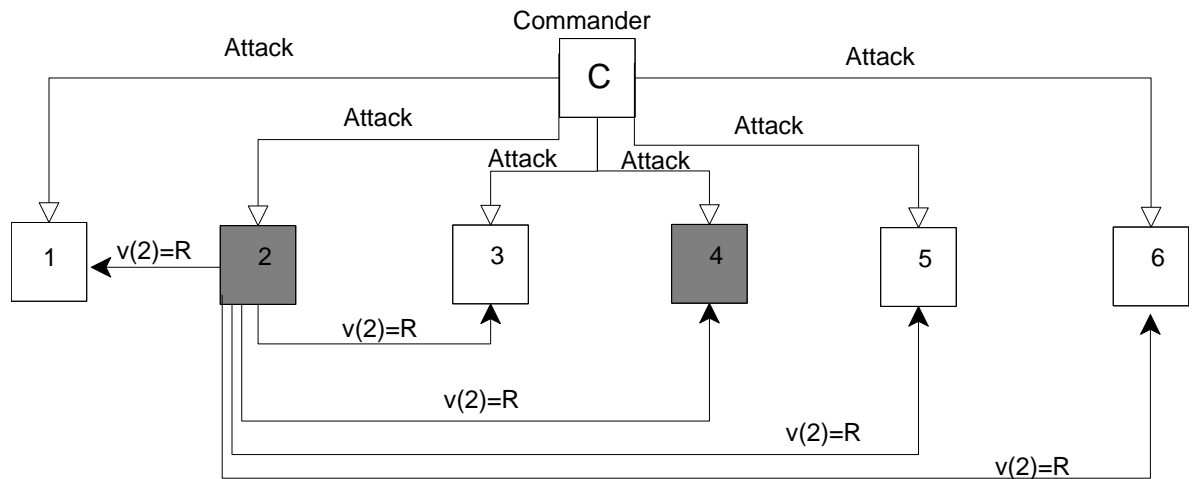 Commander
Attack
C
Attack
Attack
Attack
Attack
Attack
1
v(2)=R
2
3
4
5
6
v(2)=R
v(2)=R
v(2)=R
v(2)=R